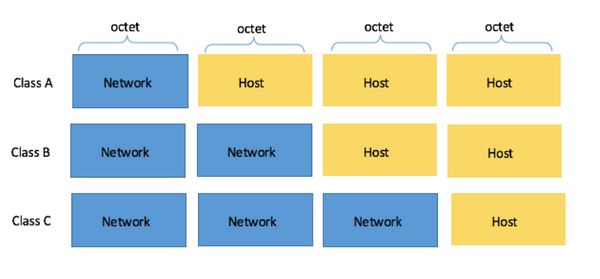 octet octet octet octet
Class A Network Host Host Host
Class B Network Network Host Host
Class C Network Network Network Host